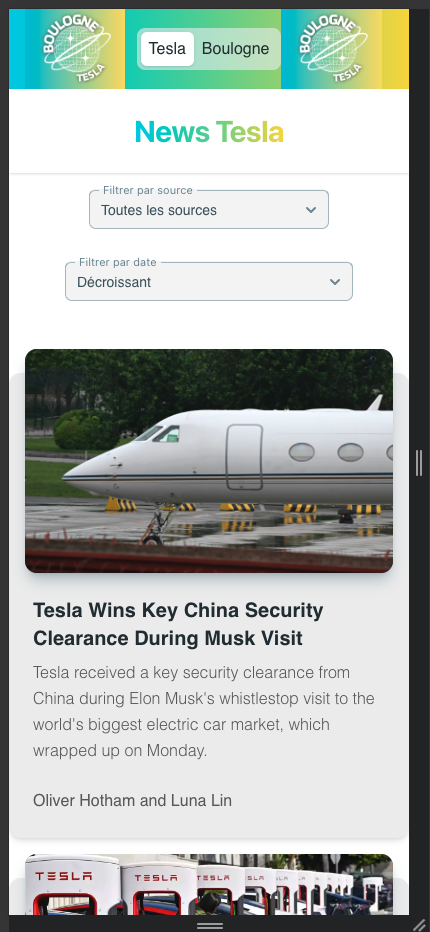 BOULOGNE
TESLA
Tesla
Boulogne
BOULOGNE
TESLA
News Tesla
Filtrer par source
Toutes les sources
Filtrer par date
Décroissant
Tesla Wins Key China Security
Clearance During Musk Visit
Tesla received a key security clearance from
China during Elon Musk's whistlestop visit to the
world's biggest electric car market, which
wrapped up on Monday.
Oliver Hotham and Luna Lin
TESLA
TESLA
TESLA
TESLA